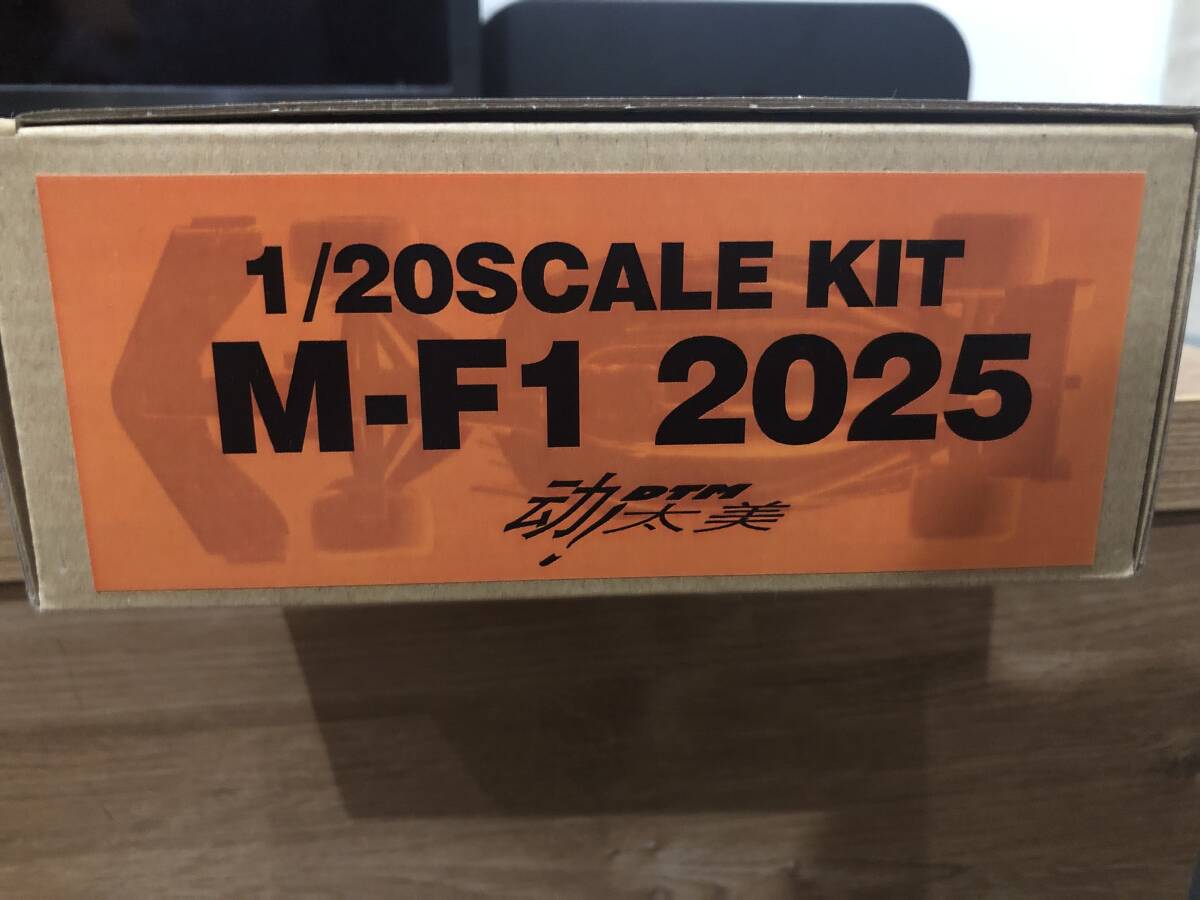 1/20SCALE KIT
M-F1 2025
DTM
动太美